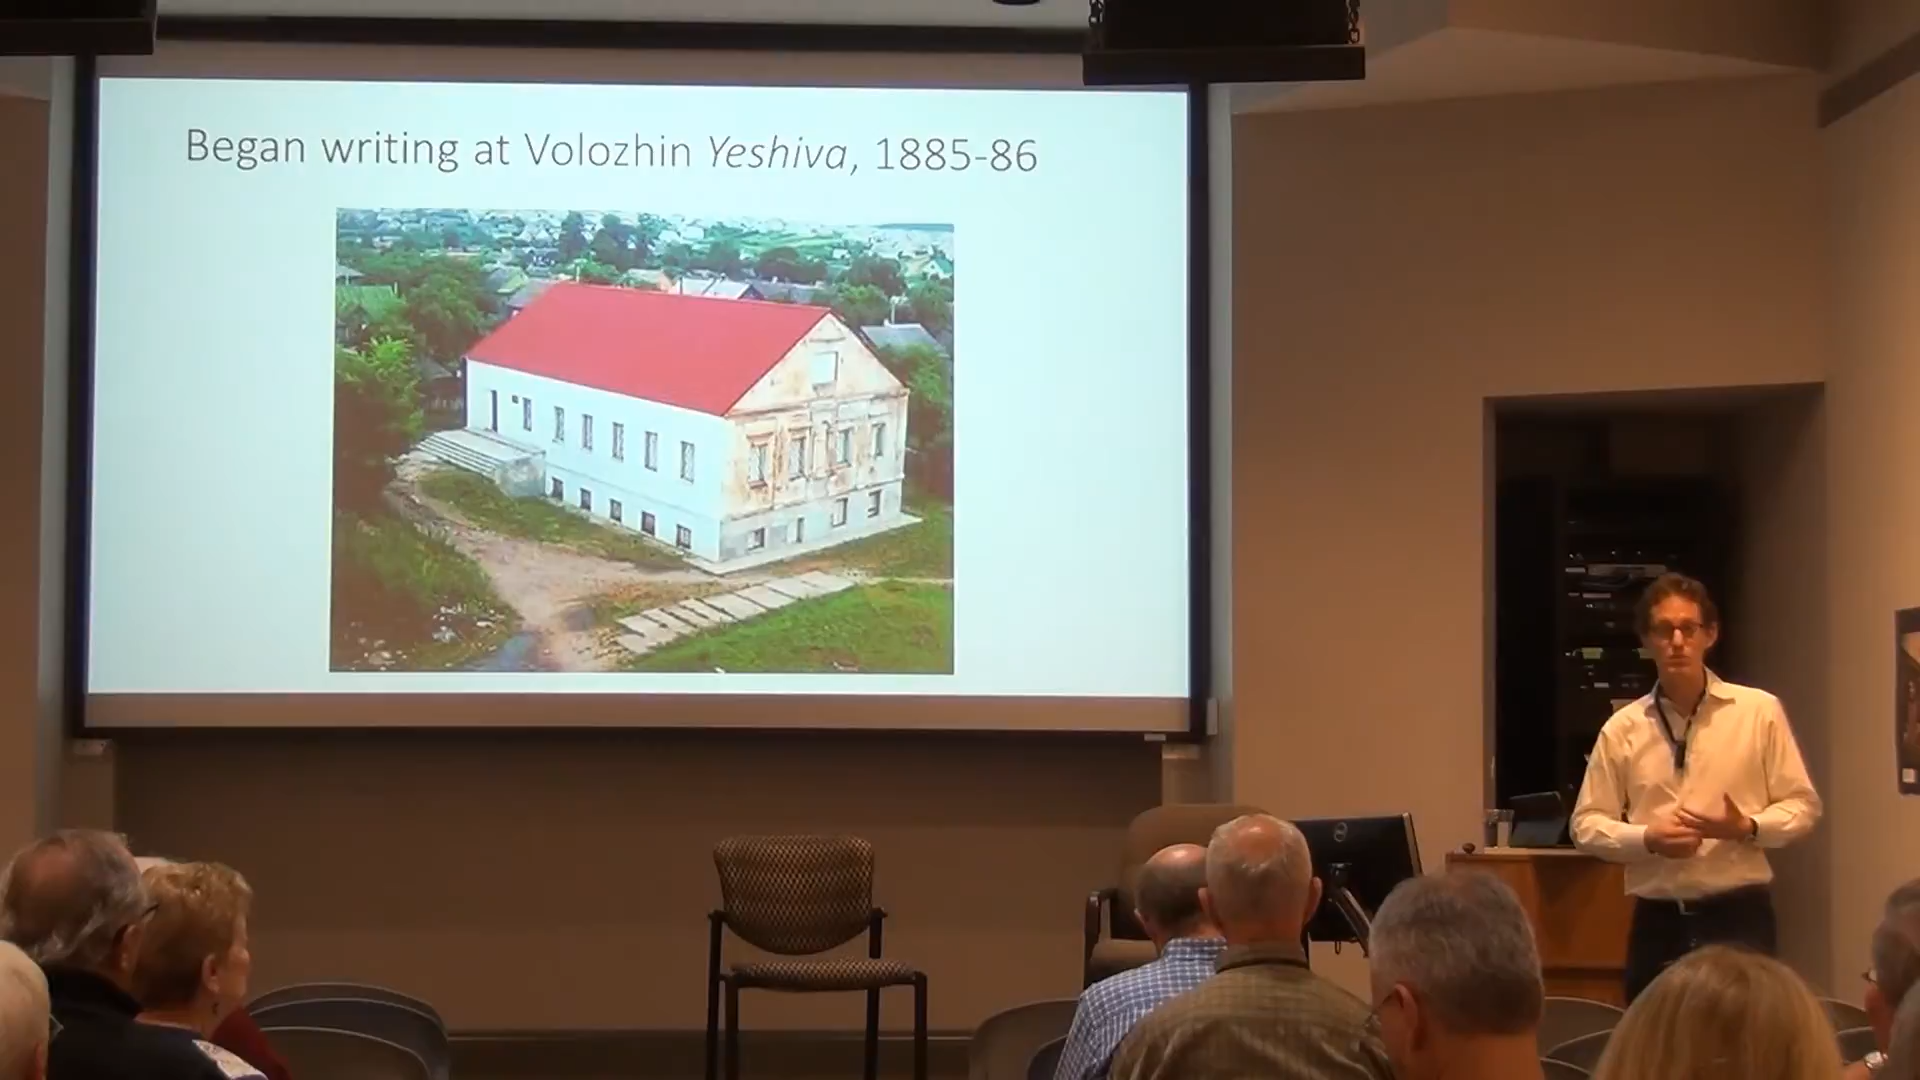 Began writing at Volozhin Yeshiva, 1885-86